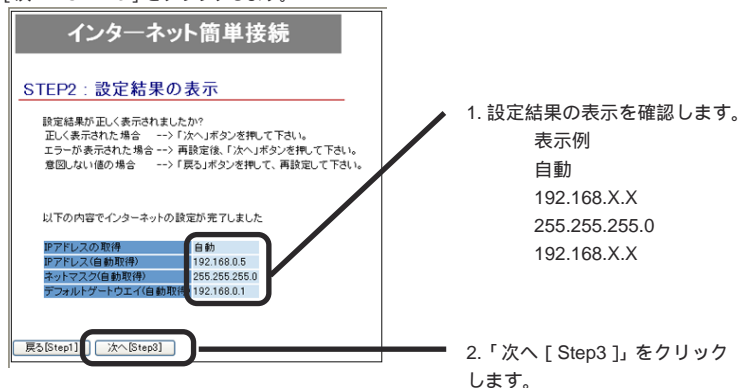 インターネット簡単接続
STEP2：設定結果の表示
設定結果が正しく表示されましたか?
正しく表示された場合　--> 「次へ」ボタンを押して下さい。
エラーが表示された場合 --> 再設定後、「次へ」ボタンを押して下さい。
意図しない値の場合　--> 「戻る」ボタンを押して、再設定して下さい。
以下の内容でインターネットの設定が完了しました
IPアドレスの取得 自動
IPアドレス(自動取得) 192.168.0.5
ネットマスク(自動取得) 255.255.255.0
デフォルトゲートウエイ(自動取得 192.168.0.1
戻る[Step1] 次へ[Step3]
1. 設定結果の表示を確認します。
表示例
自動
192.168.X.X
255.255.255.0
192.168.X.X
2.「次へ [ Step3 ]」をクリック
します。